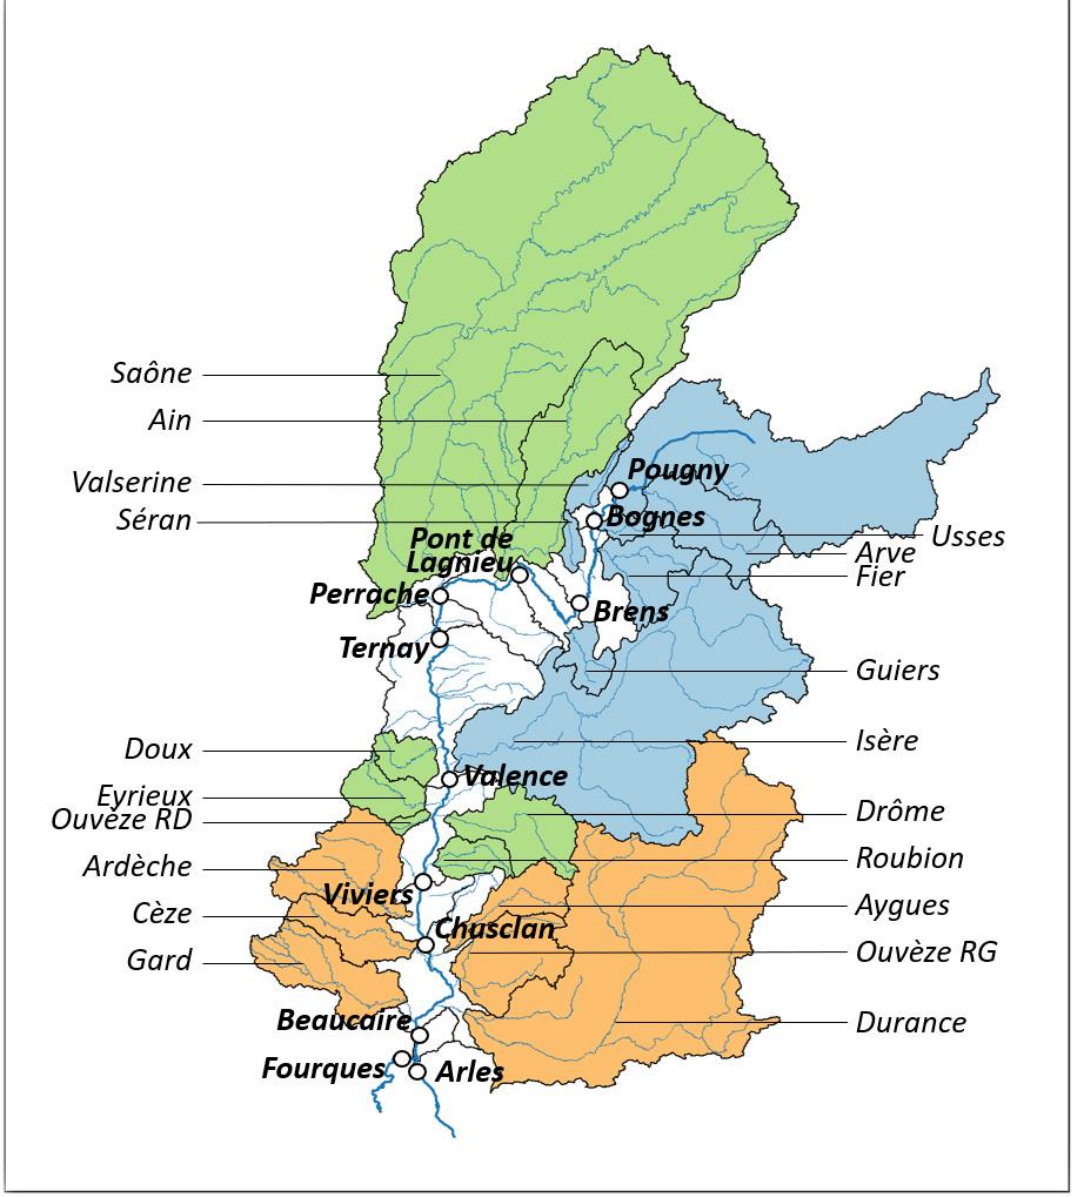 Saône
Ain
Valserine
Séran
Pougny
Bognes
Usses
Arve
Fier
Pont de
Lagnieu
Perrache
Brens
Ternay
Guiers
Isère
Doux
Valence
Eyrieux
Ouvèze RD
Drôme
Ardèche
Roubion
Viviers
Aygues
Cèze
Chusclan
Gard
Ouvèze RG
Beaucaire
Durance
Fourques
Arles